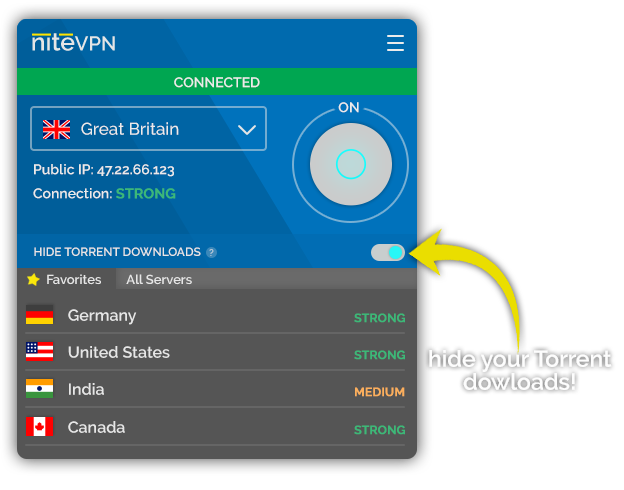 niteVPN
CONNECTED
ON
Great Britain
Public IP: 47.22.66.123
Connection: STRONG
HIDE TORRENT DOWNLOADS ?
Favorites All Servers
Germany STRONG
United States STRONG
India MEDIUM
Canada STRONG
hide your Torrent
dowloads!